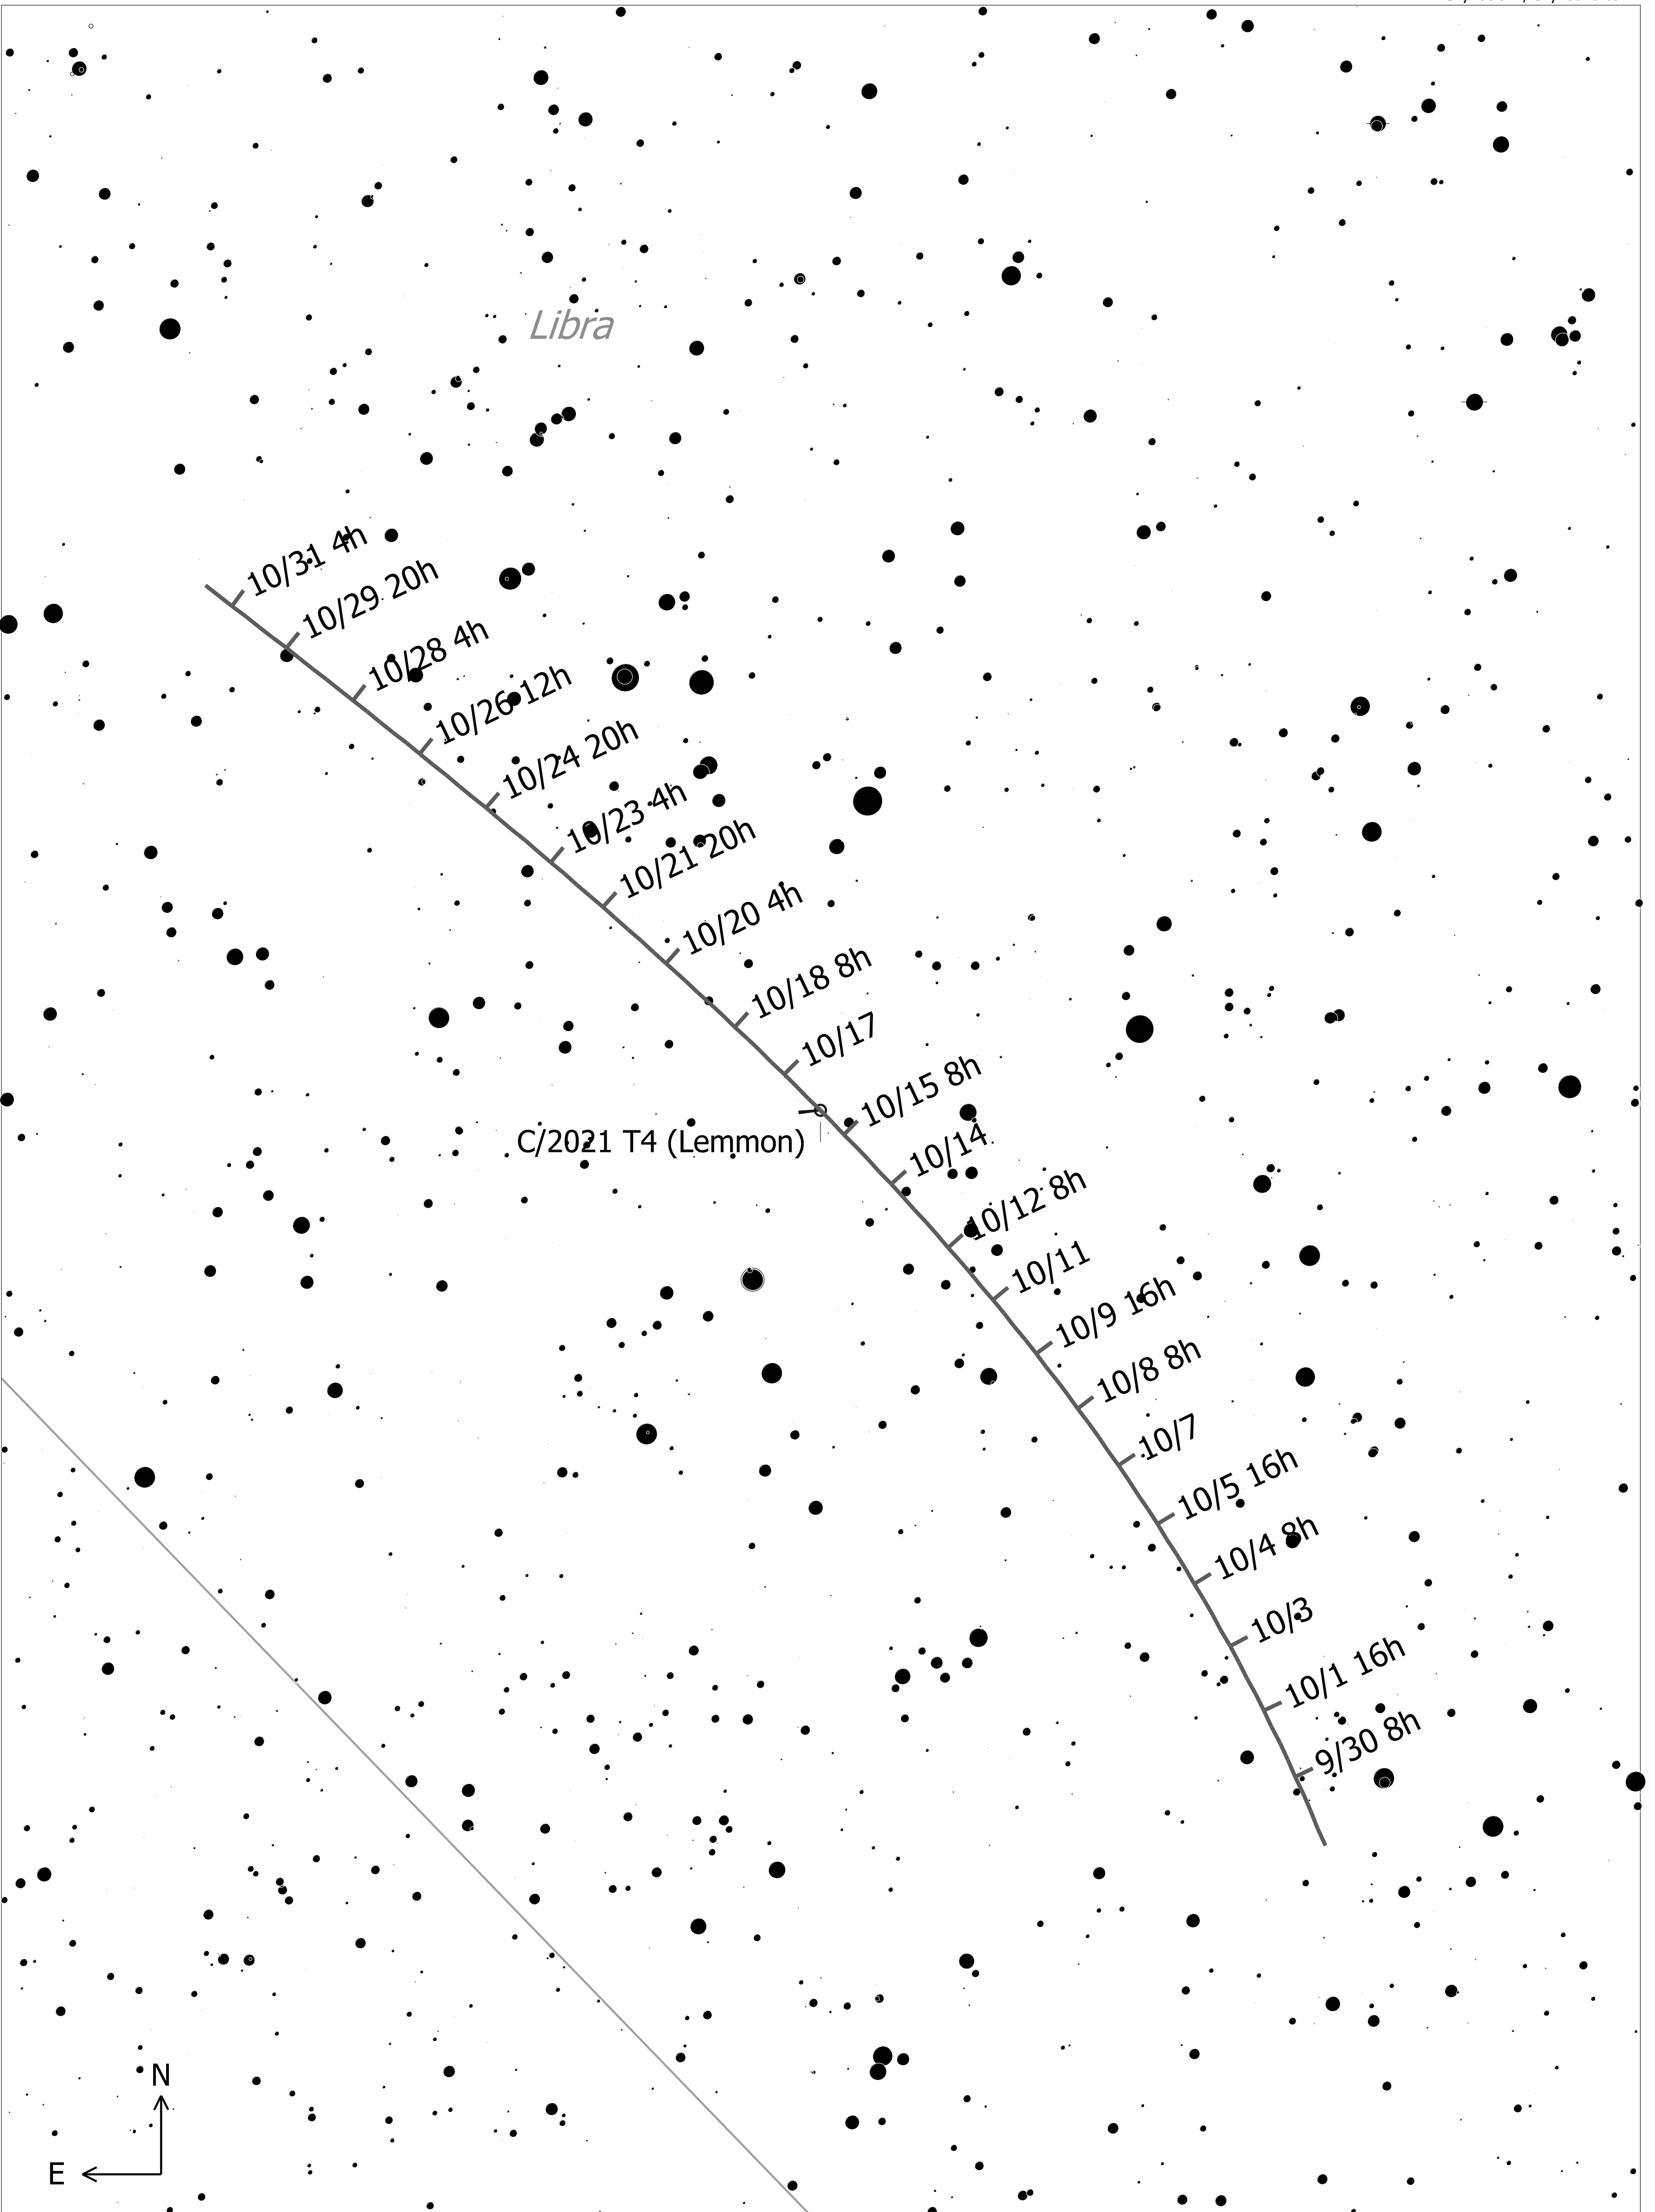 Libra
10/31 4h
10/29 20h
10/28 4h
10/26 12h
10/24 20h
10/23 4h
10/21 20h
10/20 4h
10/18 8h
10/17
10/15 8h
C/2021 T4 (Lemmon)
10/14
10/12 8h
10/11
10/9 16h
10/8 8h
10/7
10/5 16h
10/4 8h
10/3
10/1 16h
9/30 8h
N
E